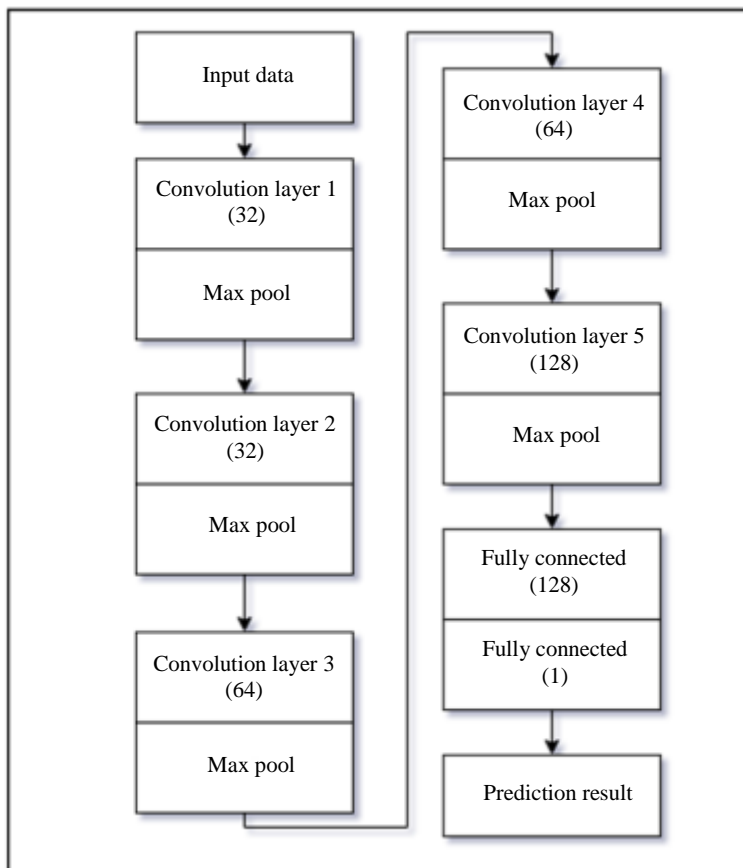 Input data
Convolution layer 1
(32)
Max pool
Convolution layer 2
(32)
Max pool
Convolution layer 3
(64)
Max pool
Convolution layer 4
(64)
Max pool
Convolution layer 5
(128)
Max pool
Fully connected
(128)
Fully connected
(1)
Prediction result